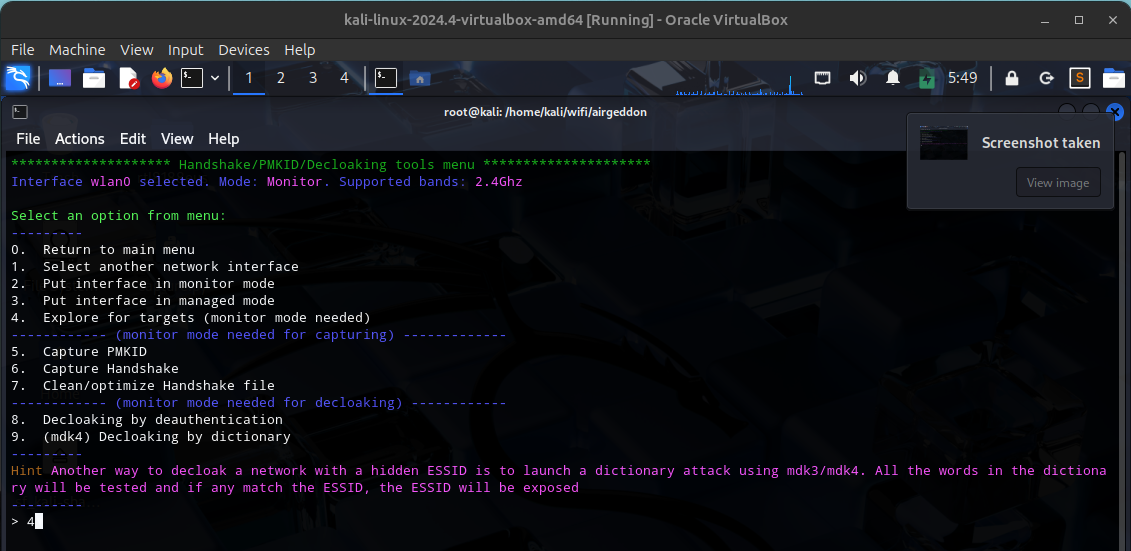 kali-linux-2024.4-virtualbox-amd64 [Running] - Oracle VirtualBox
File Machine View Input Devices Help
1 2 3 4 5:49 S
root@kali: /home/kali/wifi/airgeddon
File Actions Edit View Help
Screenshot taken
View image
******************** Handshake/PMKID/Decloaking tools menu *********************
Interface wlan0 selected. Mode: Monitor. Supported bands: 2.4Ghz
Select an option from menu:
---------
0. Return to main menu
1. Select another network interface
2. Put interface in monitor mode
3. Put interface in managed mode
4. Explore for targets (monitor mode needed)
------------ (monitor mode needed for capturing) -------------
5. Capture PMKID
6. Capture Handshake
7. Clean/optimize Handshake file
------------ (monitor mode needed for decloaking) ------------
8. Decloaking by deauthentication
9. (mdk4) Decloaking by dictionary
---------
Hint Another way to decloak a network with a hidden ESSID is to launch a dictionary attack using mdk3/mdk4. All the words in the dictiona
ry will be tested and if any match the ESSID, the ESSID will be exposed
---------
> 4